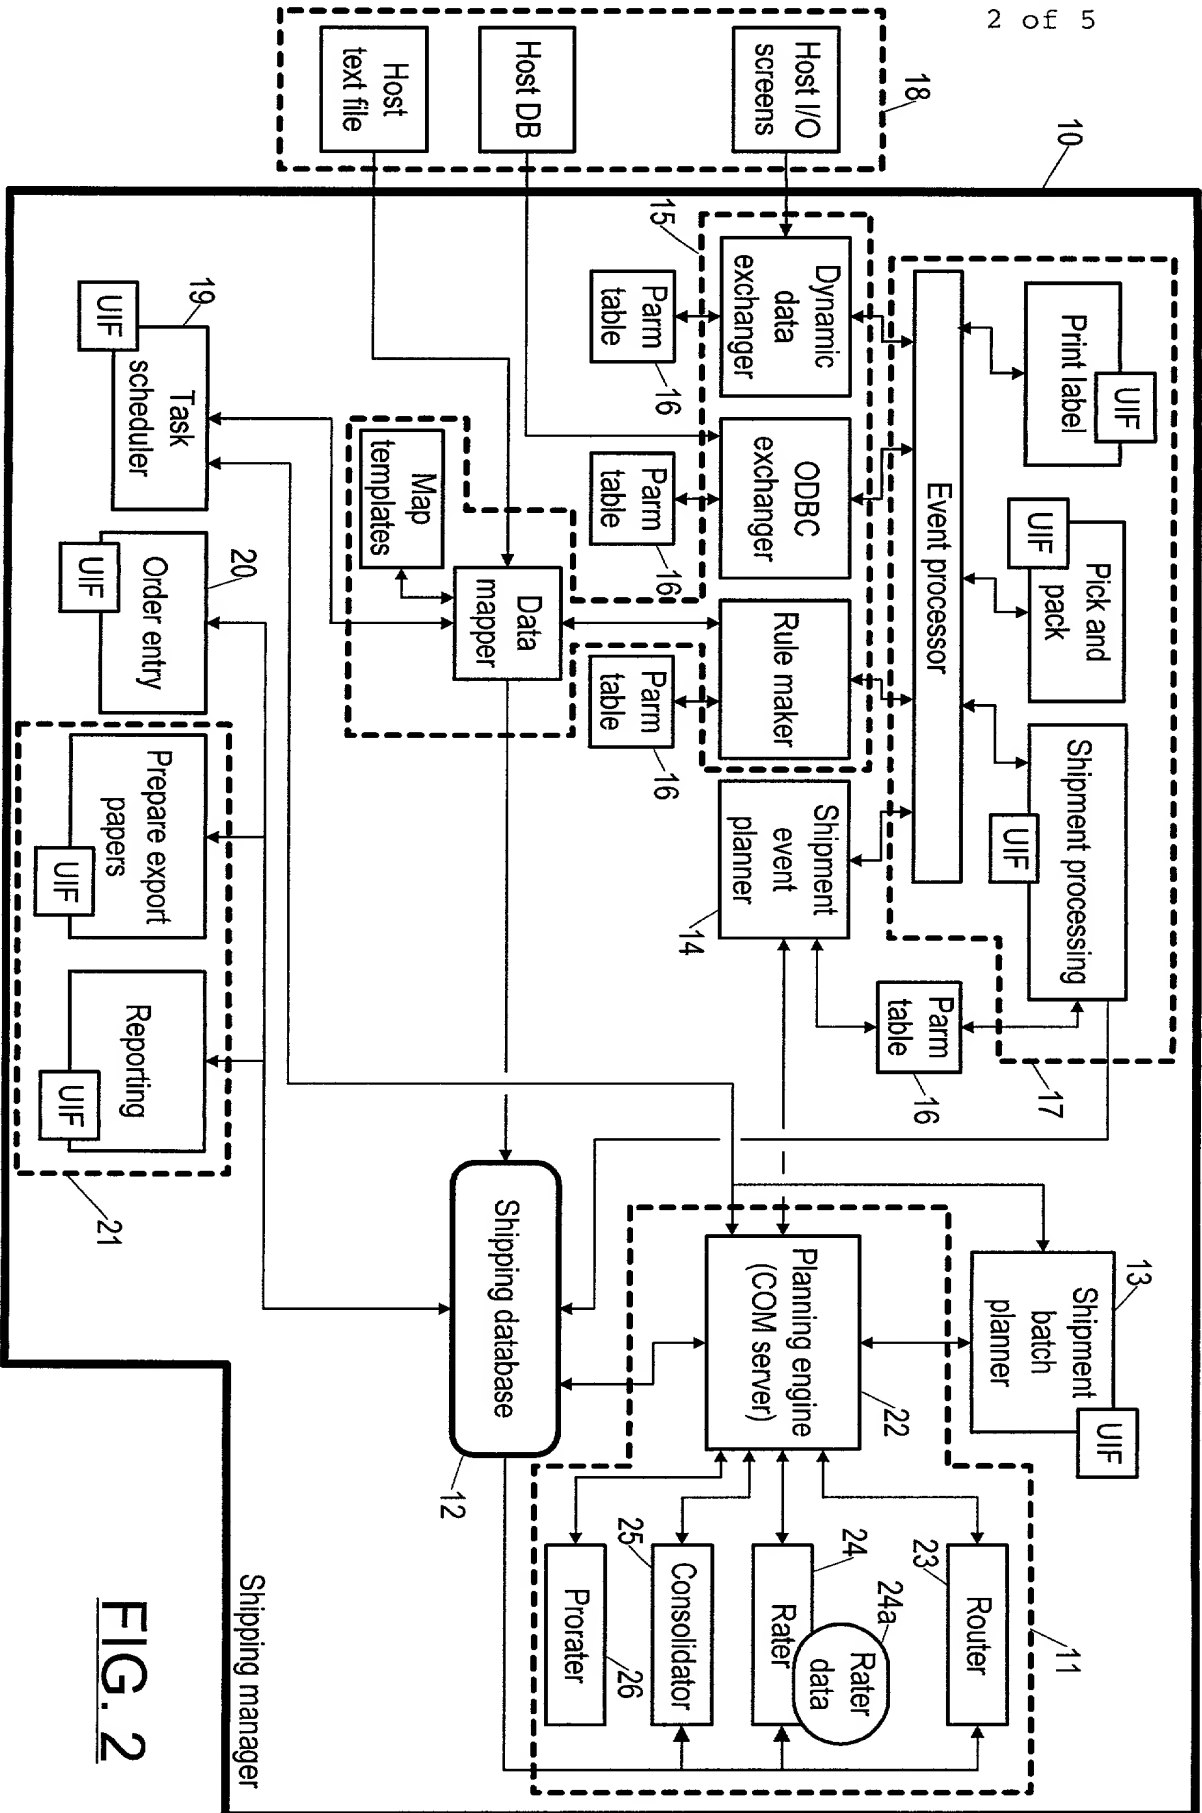 2 of 5
10
18
Host I/O
screens
Host DB
Host
text file
Print label
UIF
Pick and
pack
UIF
Shipment processing
UIF
17
Event processor
15
Dynamic
data
exchanger
ODBC
exchanger
Rule maker
Shipment
event
planner
14
Parm
table
16
Parm
table
16
Parm
table
16
Parm
table
16
Map
templates
Data
mapper
19
Task
scheduler
UIF
20
Order entry
UIF
Prepare export
papers
UIF
Reporting
UIF
21
13
Shipment
batch
planner
UIF
Planning engine
(COM server)
22
Shipping database
12
11
Router
23
Rater
24
Rater
data
24a
Consolidator
25
Prorater
26
Shipping manager
FIG. 2